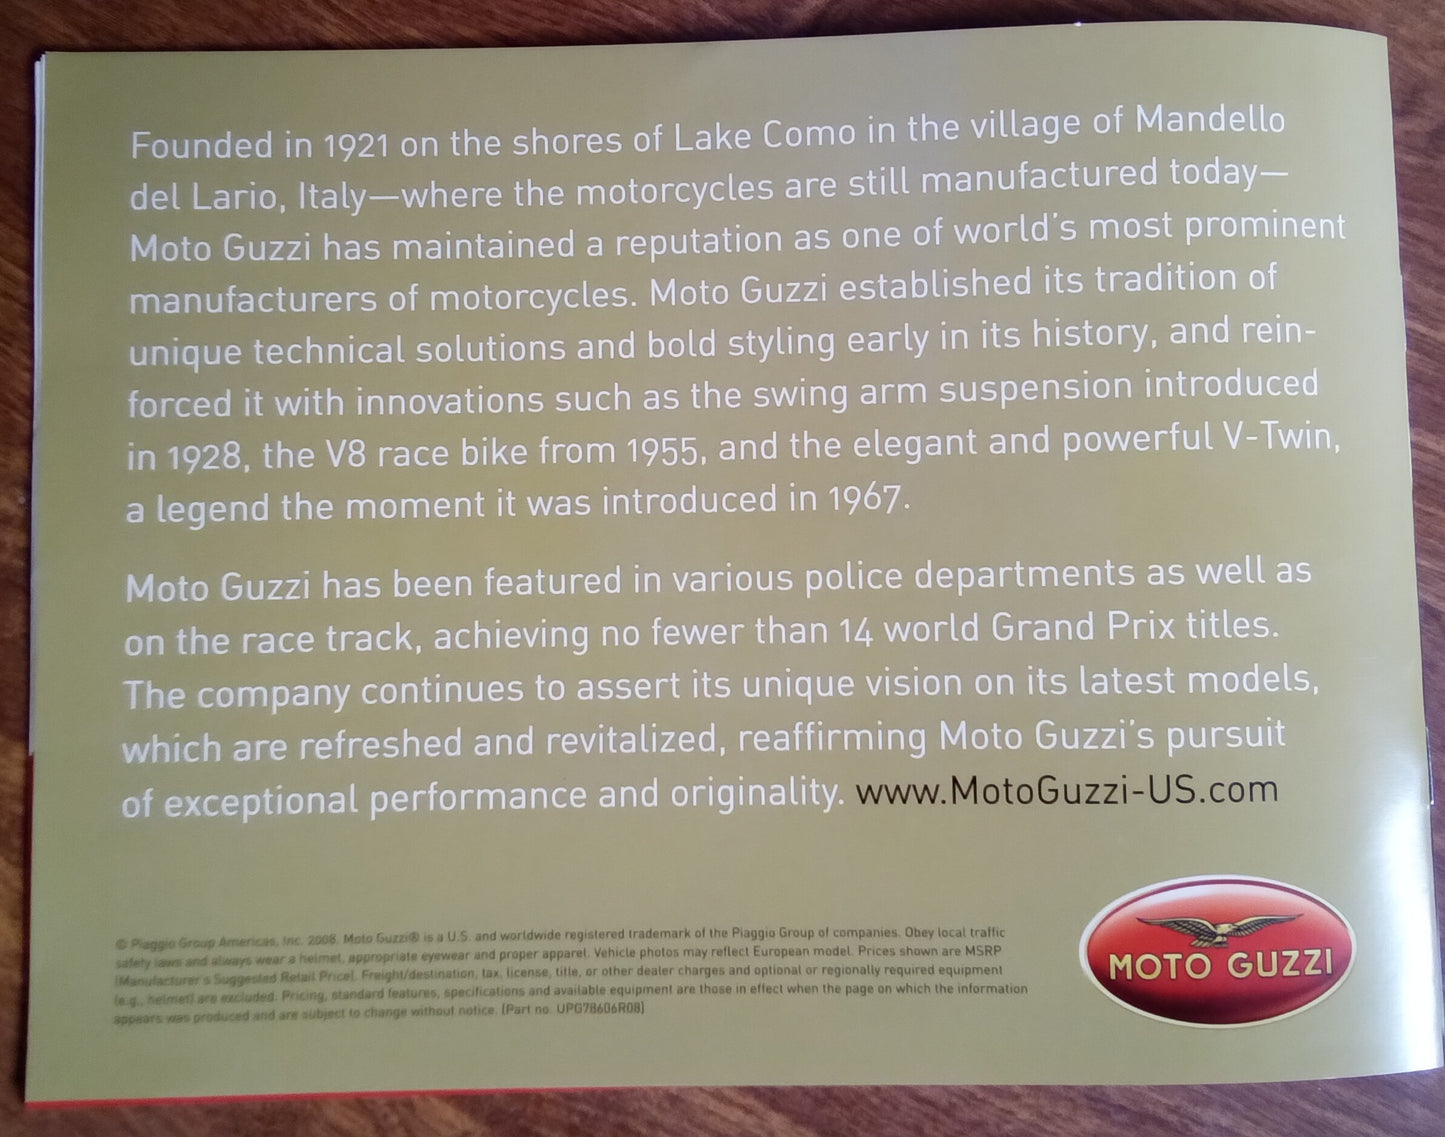 Founded in 1921 on the shores of Lake Como in the village of Mandello
del Lario, Italy—where the motorcycles are still manufactured today—
Moto Guzzi has maintained a reputation as one of world's most prominent
manufacturers of motorcycles. Moto Guzzi established its tradition of
unique technical solutions and bold styling early in its history, and rein-
forced it with innovations such as the swing arm suspension introduced
in 1928, the V8 race bike from 1955, and the elegant and powerful V-Twin,
a legend the moment it was introduced in 1967.
Moto Guzzi has been featured in various police departments as well as
on the race track, achieving no fewer than 14 world Grand Prix titles.
The company continues to assert its unique vision on its latest models,
which are refreshed and revitalized, reaffirming Moto Guzzi's pursuit
of exceptional performance and originality. www.MotoGuzzi-US.com
© Piaggio Group Americas, Inc. 2008. Moto Guzzi® is a U.S. and worldwide registered trademark of the Piaggio Group of companies. Obey local traffic
safety laws and always wear a helmet, appropriate eyewear and proper apparel. Vehicle photos may reflect European model. Prices shown are MSRP
(Manufacturer's Suggested Retail Price). Freight/destination, tax, license, title, or other dealer charges and optional or regionally required equipment
(e.g., helmet) are excluded. Pricing, standard features, specifications and available equipment are those in effect when the page on which the information
appears was produced and are subject to change without notice. (Part no. UPG78606R08)
MOTO GUZZI